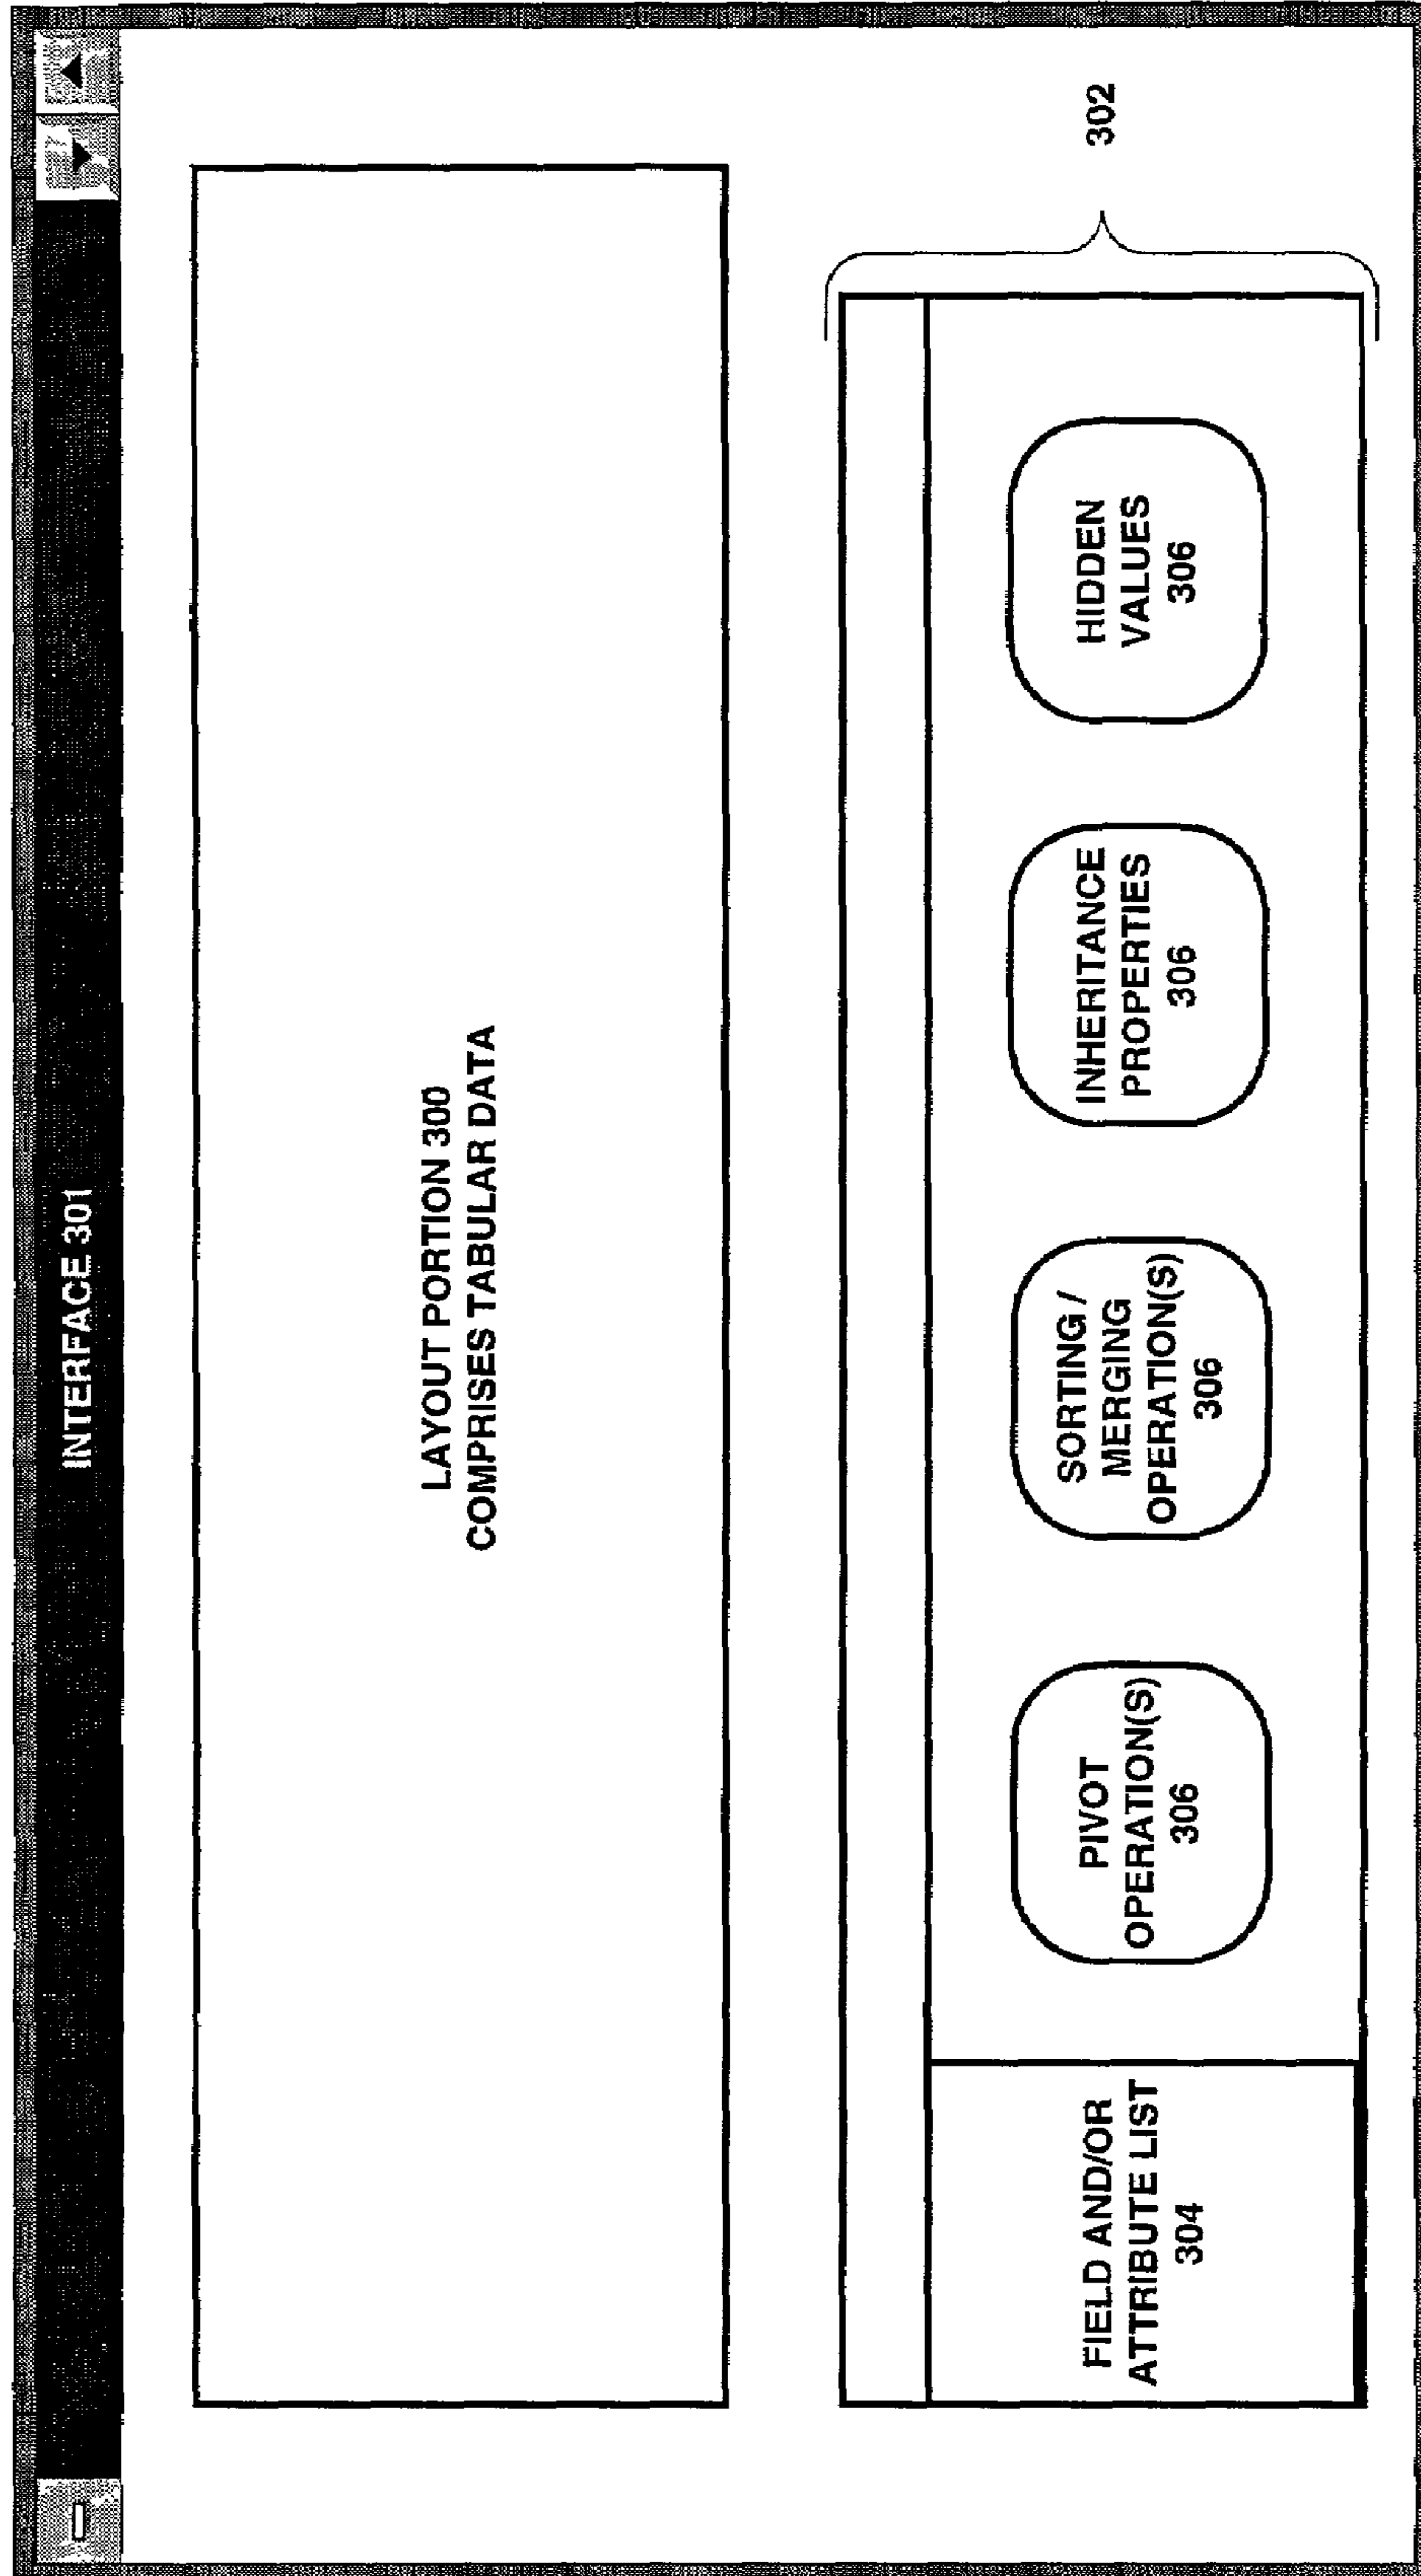 INTERFACE 301
LAYOUT PORTION 300
COMPRISES TABULAR DATA
302
FIELD AND/OR
ATTRIBUTE LIST
304
PIVOT
OPERATION(S)
306
SORTING /
MERGING
OPERATION(S)
306
INHERITANCE
PROPERTIES
306
HIDDEN
VALUES
306